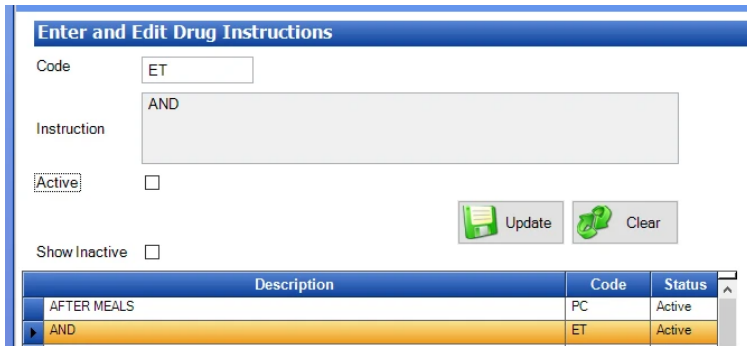 Enter and Edit Drug Instructions
Code ET
Instruction AND
Active
Update Clear
Show Inactive
Description Code Status
AFTER MEALS PC Active
AND ET Active